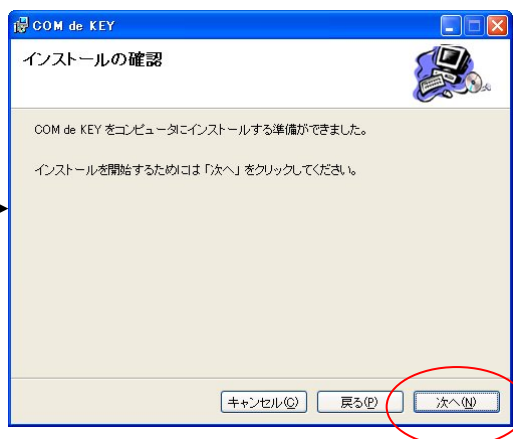 COM de KEY
インストールの確認
COM de KEY をコンピュータにインストールする準備ができました。
インストールを開始するためには「次へ」をクリックしてください。
キャンセル(C) 戻る(P) 次へ(N)